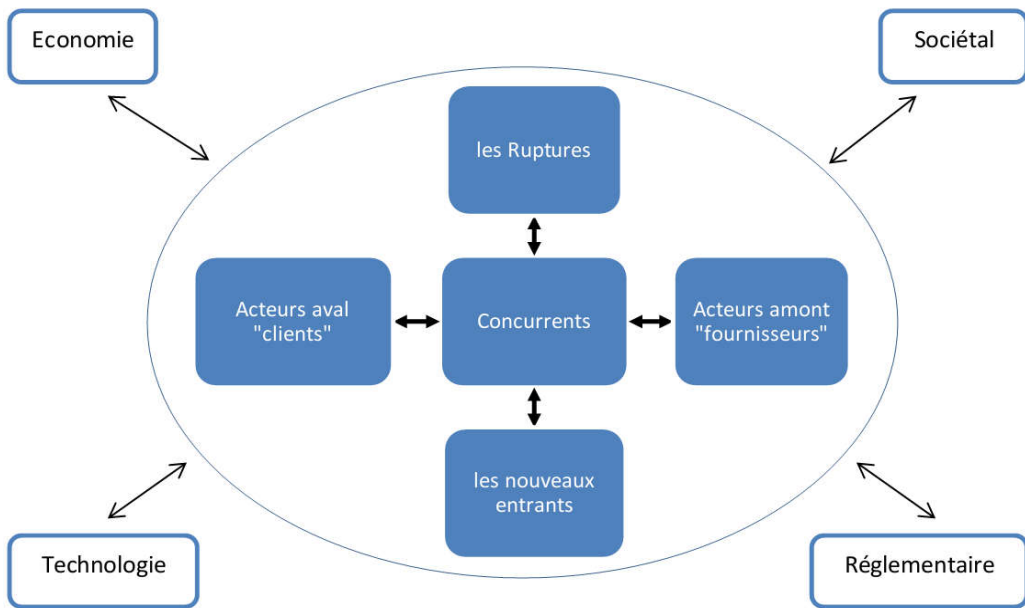 Economie
Sociétal
les Ruptures
Acteurs aval
"clients"
Concurrents
Acteurs amont
"fournisseurs"
les nouveaux
entrants
Technologie
Réglementaire